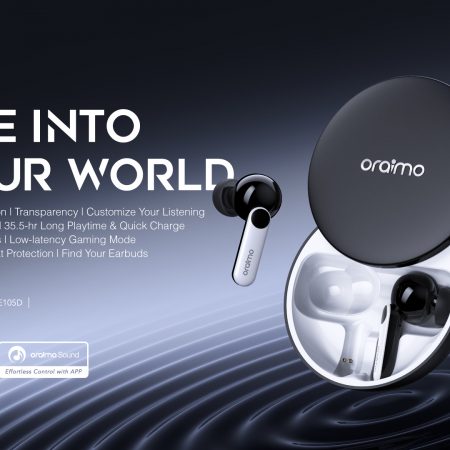 E INTO
UR WORLD
on | Transparency | Customize Your Listening
| 35.5-hr Long Playtime & Quick Charge
s | Low-latency Gaming Mode
t Protection | Find Your Earbuds
E105D |
oraimo Sound
Effortless Control with APP
oraimo